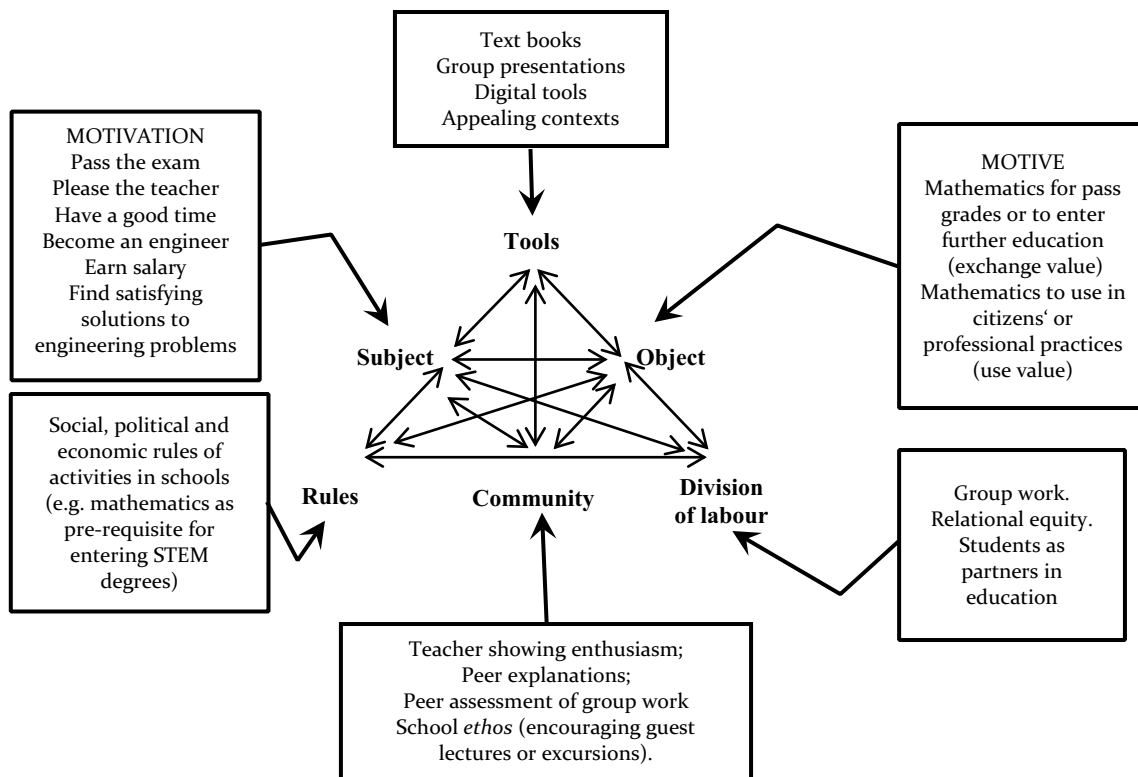 Text books
Group presentations
Digital tools
Appealing contexts
MOTIVATION
Pass the exam
Please the teacher
Have a good time
Become an engineer
Earn salary
Find satisfying
solutions to
engineering problems
MOTIVE
Mathematics for pass
grades or to enter
further education
(exchange value)
Mathematics to use in
citizens‘ or
professional practices
(use value)
Tools
Subject
Object
Social, political and
economic rules of
activities in schools
(e.g. mathematics as
pre-requisite for
entering STEM
degrees)
Rules
Community
Division
of labour
Group work.
Relational equity.
Students as
partners in
education
Teacher showing enthusiasm;
Peer explanations;
Peer assessment of group work
School ethos (encouraging guest
lectures or excursions).